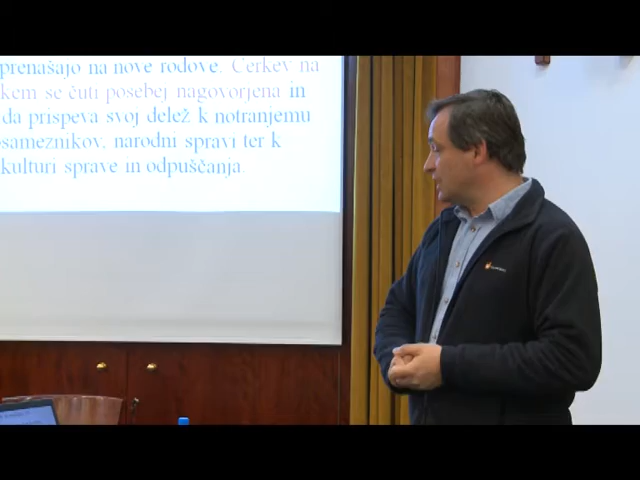 prenašajo na nove rodove. Cerkev na
kem se čuti posebej nagovorjena in
da prispeva svoj delež k notranjemu
sameznikov, narodni spravi ter k
kulturi sprave in odpuščanja.